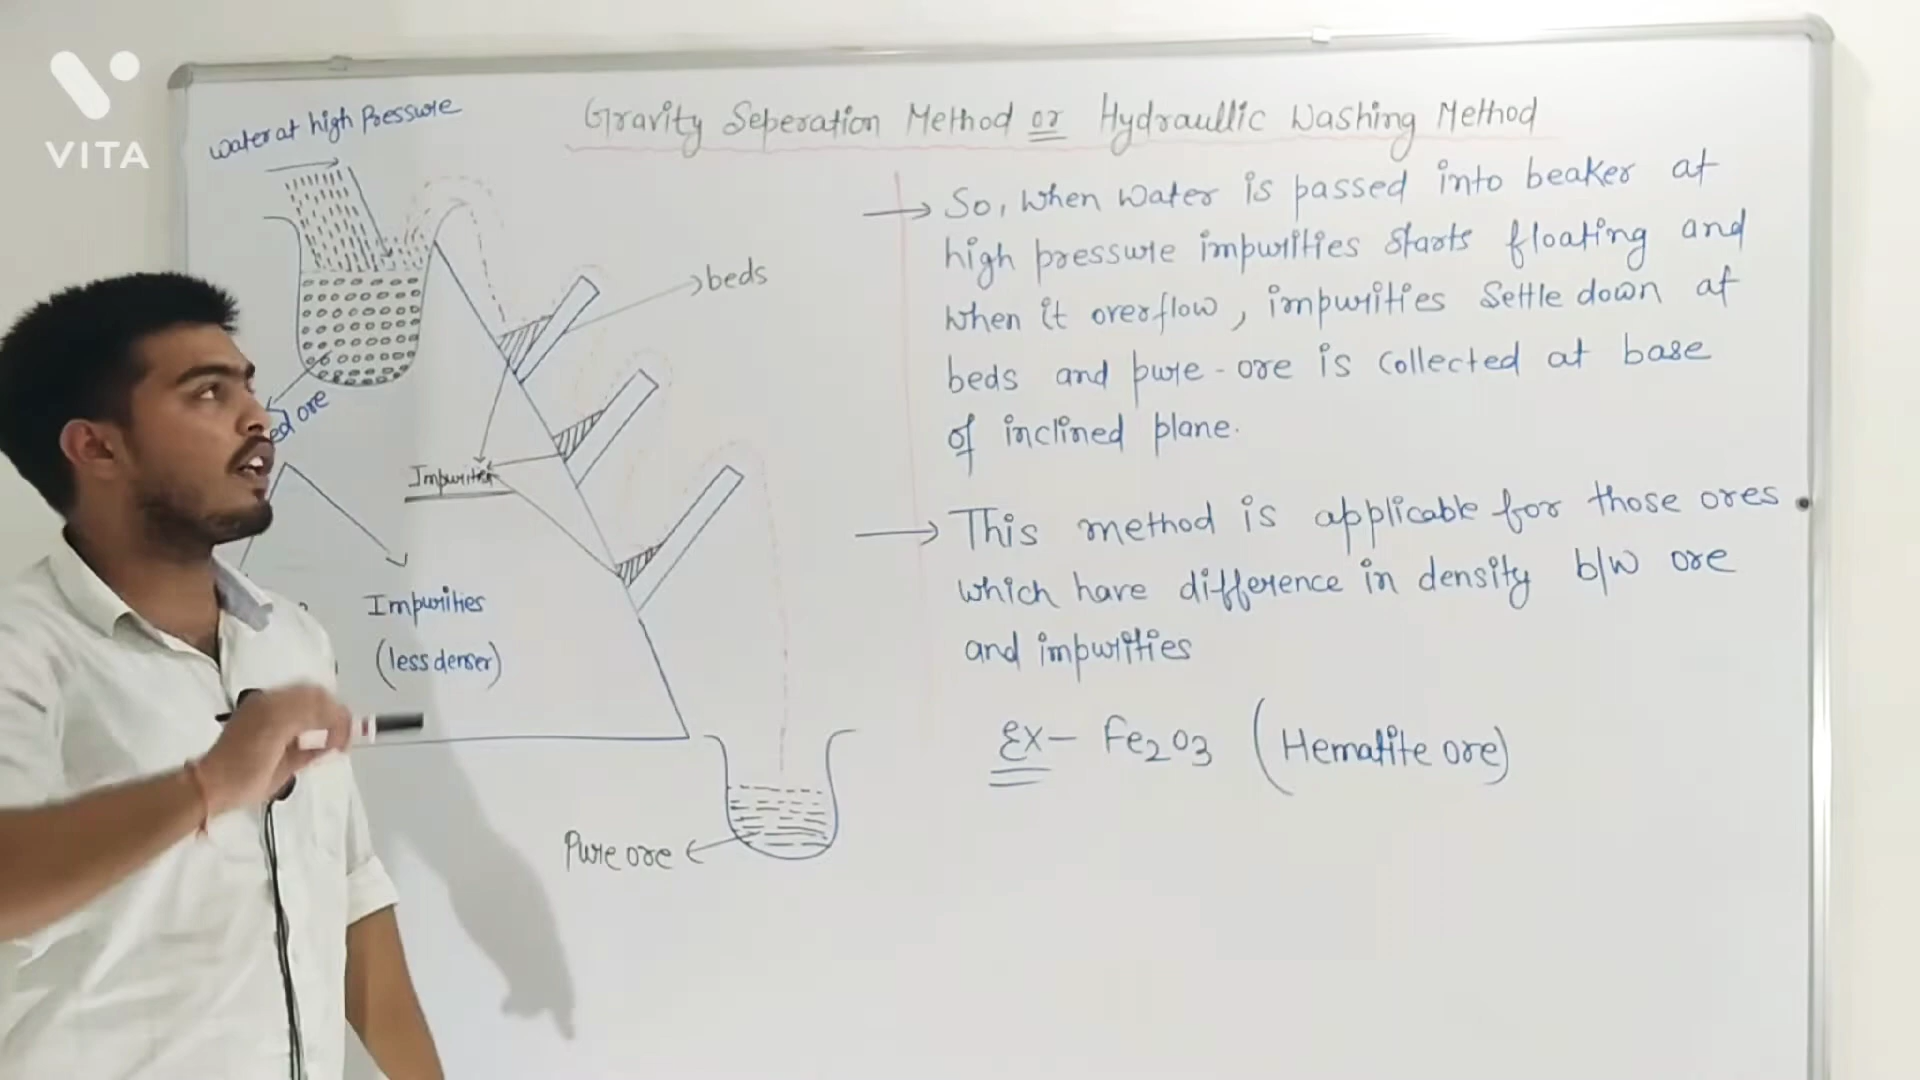 VITA
water at high Pressure
Gravity Seperation Method or Hydraullic Washing Method
beds
ed ore
Impurities
Impurities
(less denser)
Pure ore
So, when water is passed into beaker at
high pressure impurities starts floating and
when it overflow, impurities settle down at
beds and pure-ore is collected at base
of inclined plane.
This method is applicable for those ores
which have difference in density b/w ore
and impurities
Ex- Fe2O3 (Hematite ore)